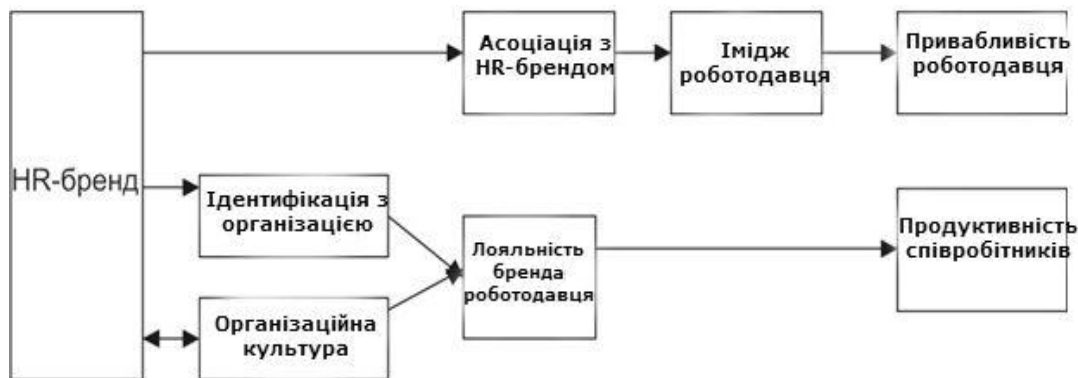 Асоціація з
HR-брендом
Імідж
роботодавця
Привабливість
роботодавця
HR-бренд
Ідентифікація з
організацією
Лояльність
бренда
роботодавця
Продуктивність
співробітників
Організаційна
культура